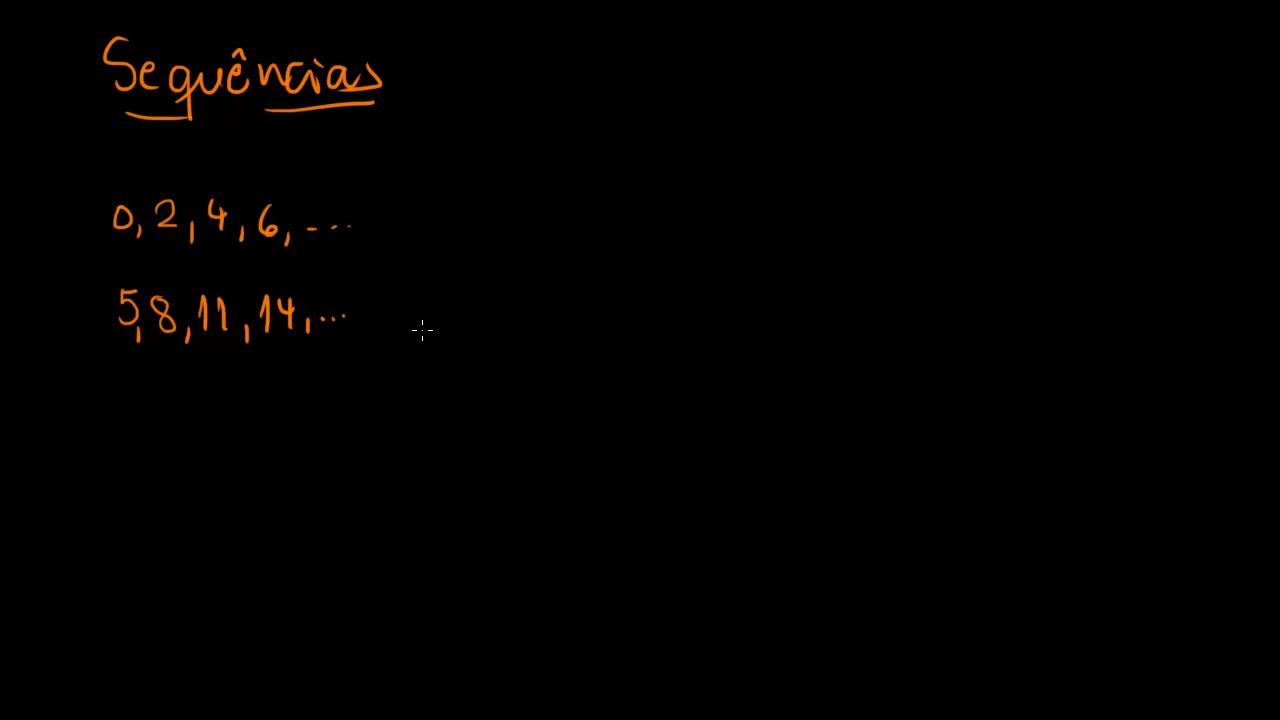 Sequências
0, 2, 4, 6, ...
5, 8, 11, 14, ...